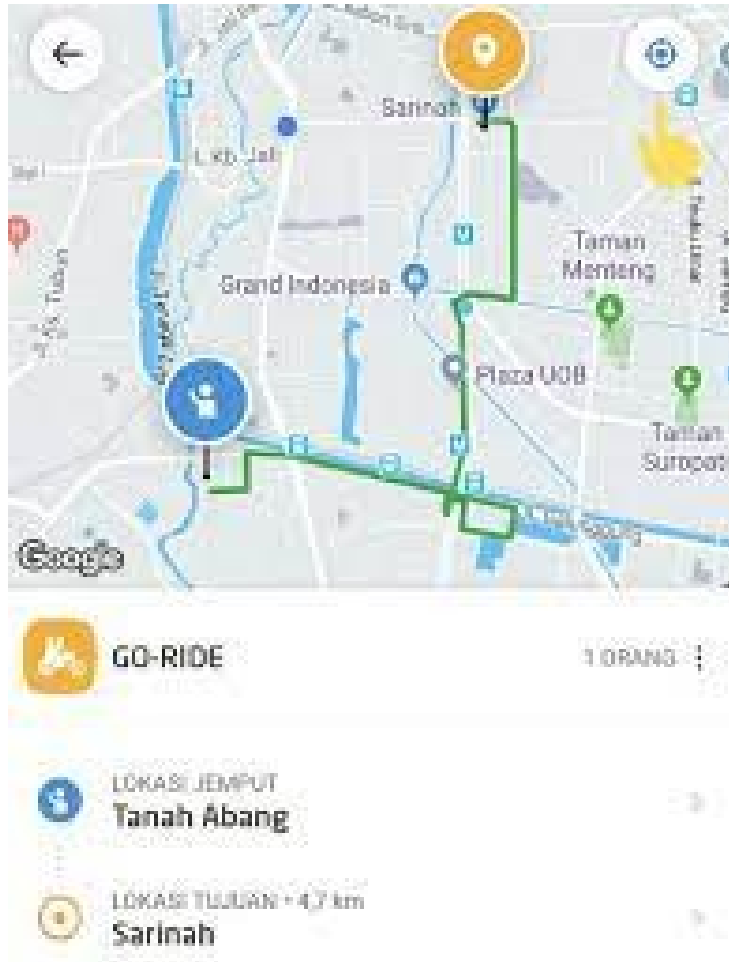 Sarinah
Grand Indonesia
Taman
Menteng
Plaza UOB
Taman
Google
GO-RIDE
1 ORANG
LOKASI JEMPUT
Tanah Abang
LOKASI TUJUAN • 4,7 km
Sarinah